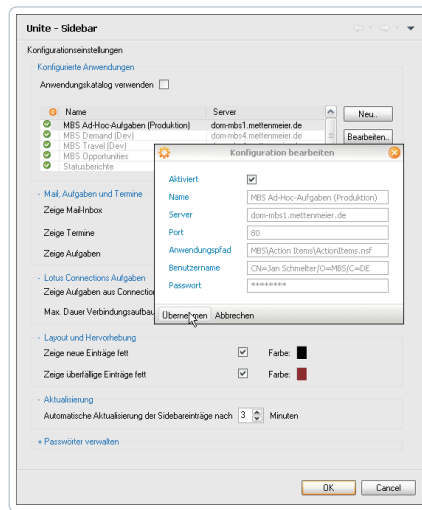 Unite - Sidebar
Konfigurationseinstellungen
Konfigurierte Anwendungen
Anwendungskatalog verwenden
Name Server
MBS Ad-Hoc-Aufgaben (Produktion) dom-mbs1.mettenmeier.de
MBS Demand (Dev) dom-mbs4.mettenmeier.de
MBS Travel (Dev)
MBS Opportunities
Statusberichte
Neu..
Bearbeiten..
Konfiguration bearbeiten
Aktiviert
Name MBS Ad-Hoc-Aufgaben (Produktion)
Server dom-mbs1.mettenmeier.de
Port 80
Anwendungspfad MBS\Action Items\ActionItems.nsf
Benutzername CN=Jan Schmelter/O=MBS/C=DE
Passwort ********
Übernehmen Abbrechen
- Mail, Aufgaben und Termine
Zeige Mail-Inbox
Zeige Termine
Zeige Aufgaben
- Lotus Connections Aufgaben
Zeige Aufgaben aus Connection
Max. Dauer Verbindungsaufbau
- Layout und Hervorhebung
Zeige neue Einträge fett Farbe:
Zeige überfällige Einträge fett Farbe:
- Aktualisierung
Automatische Aktualisierung der Sidebareinträge nach 3 Minuten
+ Passwörter verwalten
OK Cancel